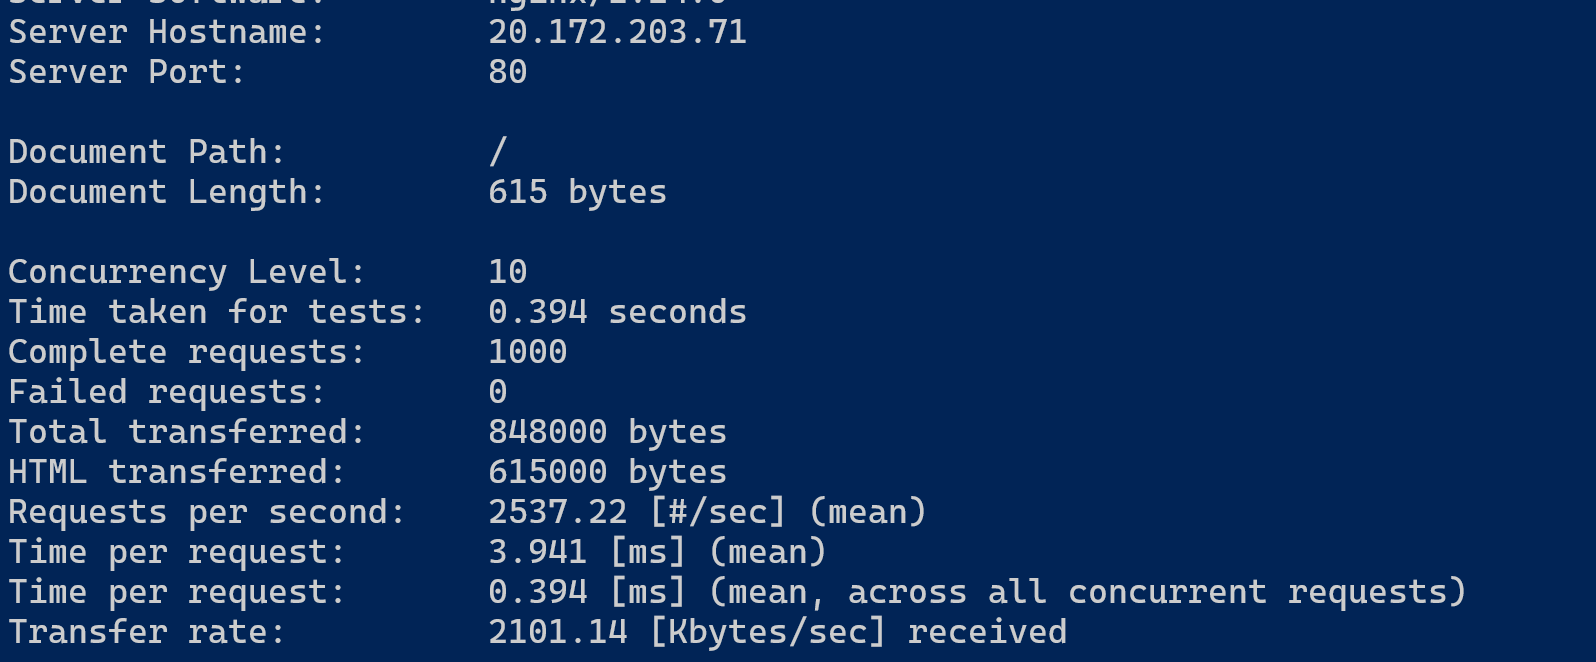 Server Hostname:        20.172.203.71
Server Port:            80
Document Path:          /
Document Length:        615 bytes
Concurrency Level:      10
Time taken for tests:   0.394 seconds
Complete requests:      1000
Failed requests:        0
Total transferred:      848000 bytes
HTML transferred:       615000 bytes
Requests per second:    2537.22 [#/sec] (mean)
Time per request:       3.941 [ms] (mean)
Time per request:       0.394 [ms] (mean, across all concurrent requests)
Transfer rate:          2101.14 [Kbytes/sec] received